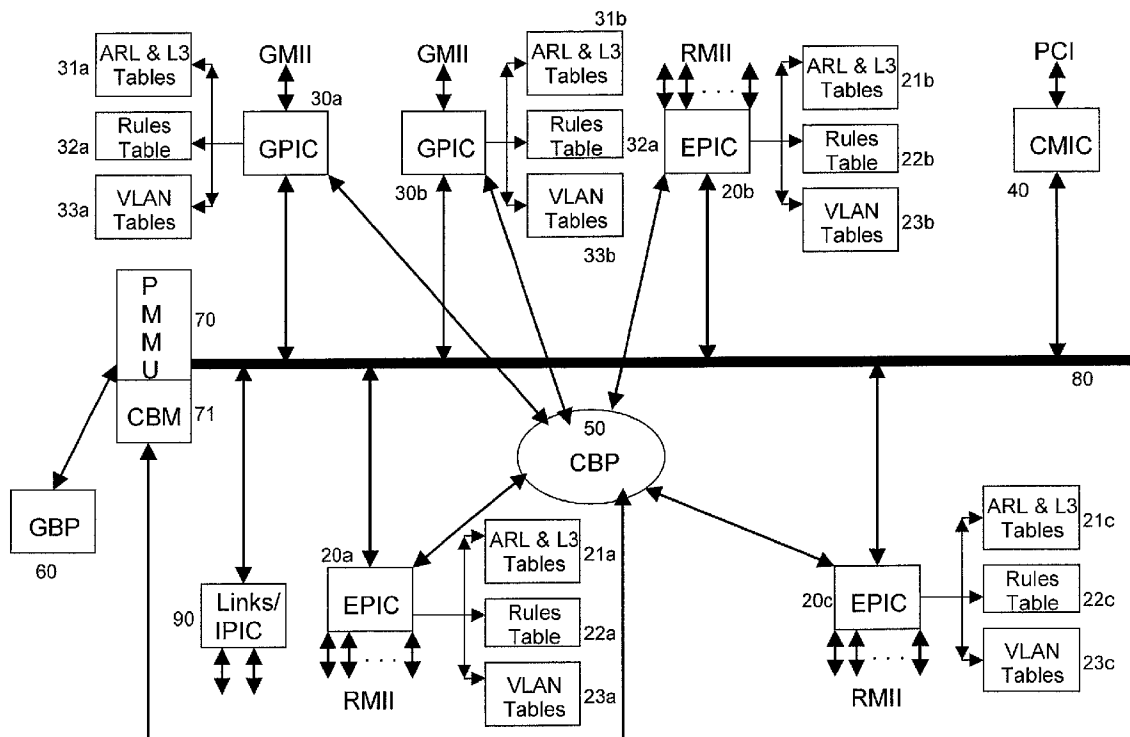 31b
ARL & L3
Tables
31a
GMII
GMII
ARL & L3
Tables
RMII
ARL & L3
Tables
21b
PCI
30a
32a
Rules
Table
GPIC
GPIC
Rules
Table
32a
EPIC
Rules
Table
22b
CMIC
33a
VLAN
Tables
30b
VLAN
Tables
33b
20b
VLAN
Tables
23b
40
P
M
M
U
70
80
CBM
71
50
CBP
GBP
60
20a
ARL & L3
Tables
21a
ARL & L3
Tables
21c
90
Links/
IPIC
EPIC
Rules
Table
22a
20c
EPIC
Rules
Table
22c
RMII
VLAN
Tables
23a
RMII
VLAN
Tables
23c